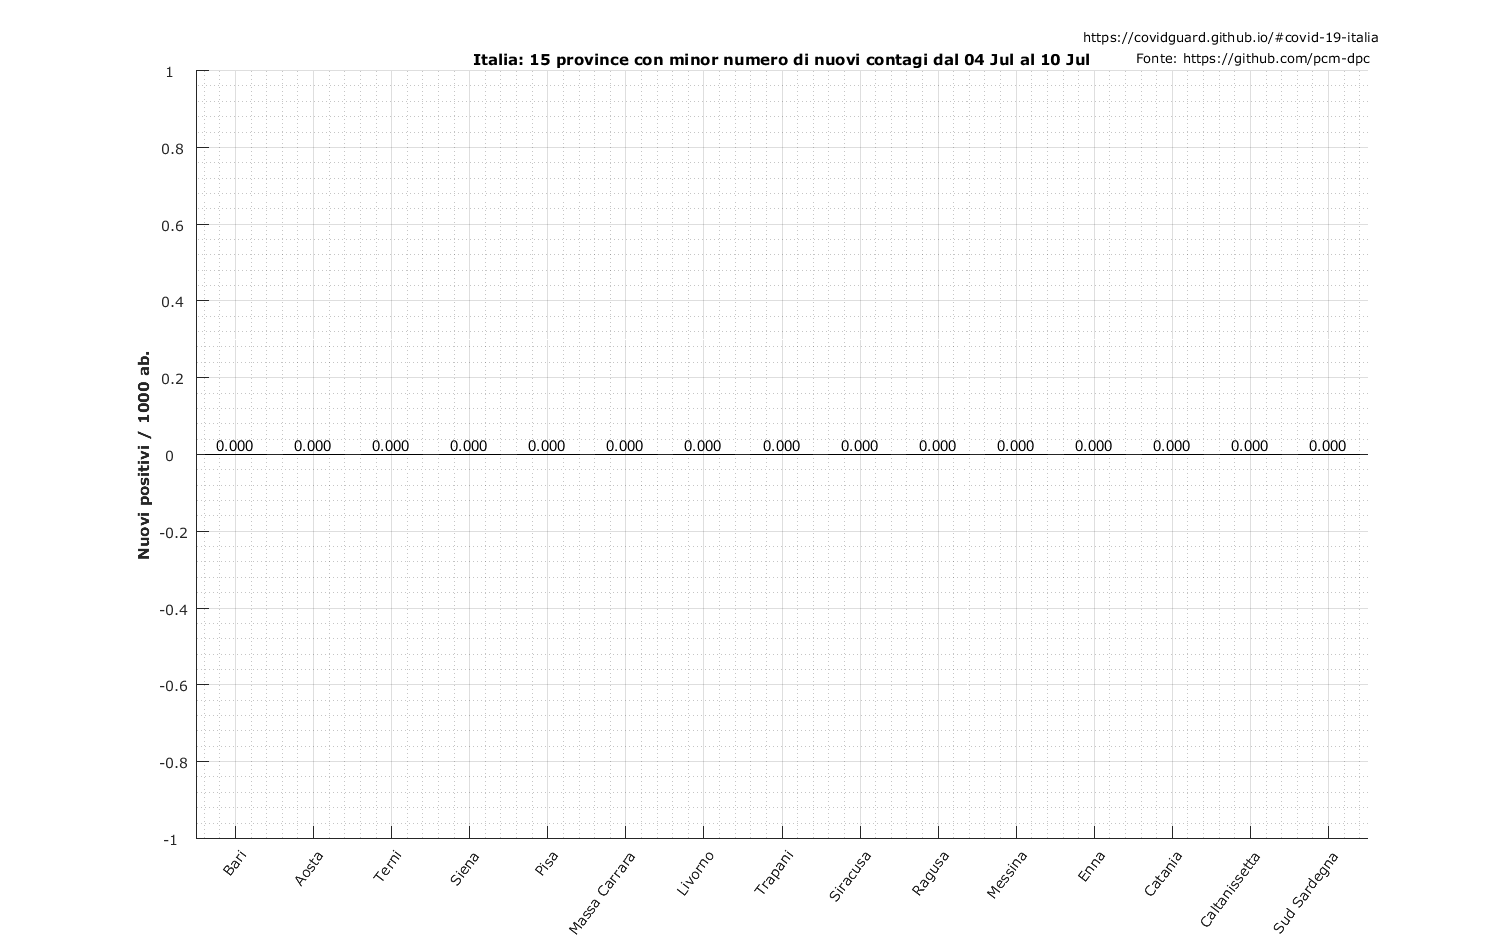 https://covidguard.github.io/#covid-19-italia
Italia: 15 province con minor numero di nuovi contagi dal 04 Jul al 10 Jul
Fonte: https://github.com/pcm-dpc
Nuovi positivi / 1000 ab.
1
0.8
0.6
0.4
0.2
0
-0.2
-0.4
-0.6
-0.8
-1
0.000 0.000 0.000 0.000 0.000 0.000 0.000 0.000 0.000 0.000 0.000 0.000 0.000 0.000 0.000
Bari
Aosta
Terni
Siena
Pisa
Massa Carrara
Livorno
Trapani
Siracusa
Ragusa
Messina
Enna
Catania
Caltanissetta
Sud Sardegna